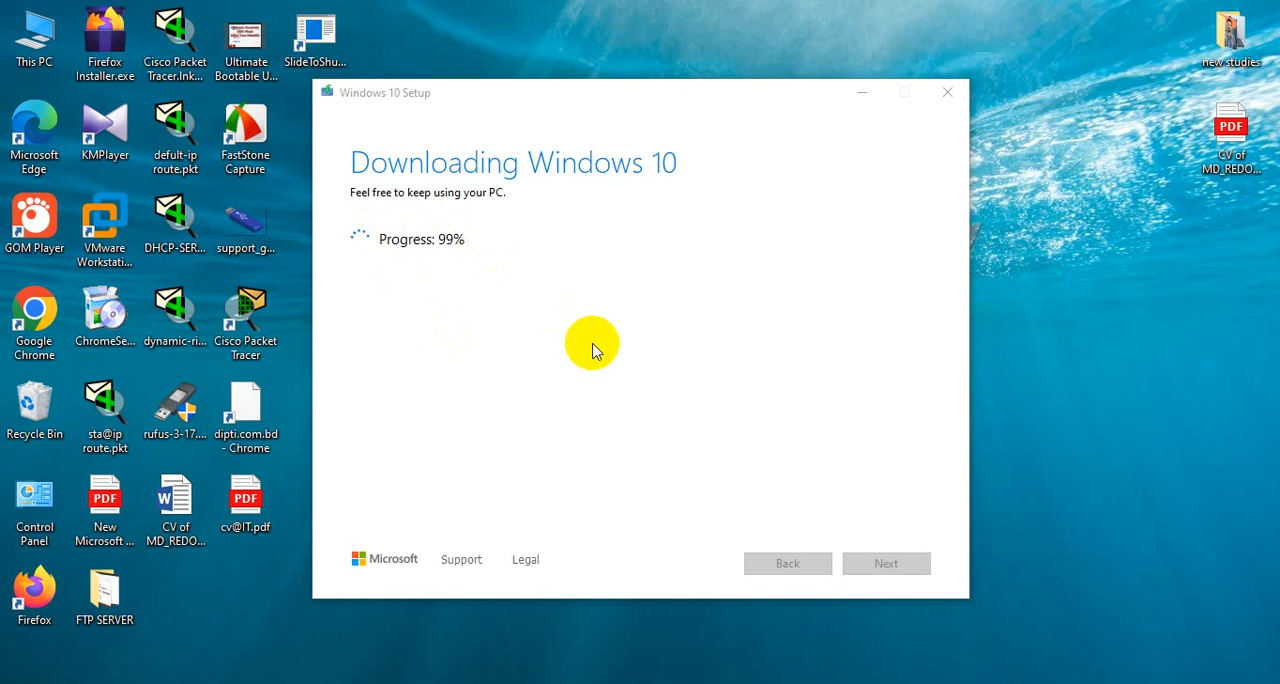 This PC
Firefox
Installer.exe
Cisco Packet
Tracer.lnk...
Ultimate
Bootable U...
SlideToShu...
new studies
Microsoft
Edge
KMPlayer
defult-ip
route.pkt
FastStone
Capture
PDF
CV of
MD_REDO...
GOM Player
VMware
Workstati...
DHCP-SER...
support_g...
Google
Chrome
ChromeSe...
dynamic-ri...
Cisco Packet
Tracer
Recycle Bin
sta@ip
route.pkt
rufus-3-17....
dipti.com.bd
- Chrome
Control
Panel
PDF
New
Microsoft ...
W
CV of
MD_REDO...
PDF
cv@IT.pdf
Firefox
FTP SERVER
Windows 10 Setup
Downloading Windows 10
Feel free to keep using your PC.
Progress: 99%
Microsoft
Support
Legal
Back
Next